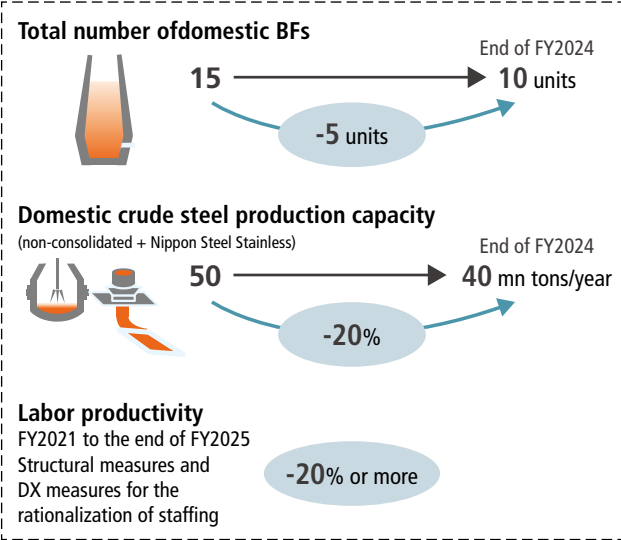 Total number ofdomestic BFs
End of FY2024
15
10 units
-5 units
Domestic crude steel production capacity
(non-consolidated + Nippon Steel Stainless)
End of FY2024
50
40 mn tons/year
-20%
Labor productivity
FY2021 to the end of FY2025
Structural measures and
DX measures for the
rationalization of staffing
-20% or more